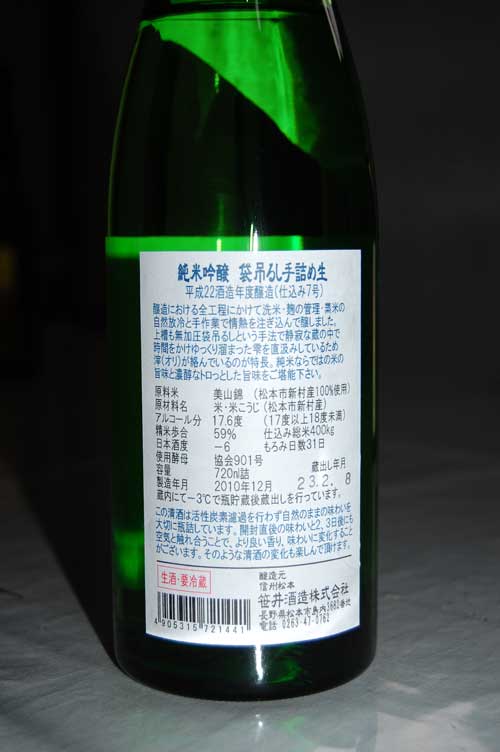 純米吟醸 袋吊るし手詰め生
平成22酒造年度醸造(仕込み7号)
醸造における全工程にかけて洗米・麹の管理・蒸米の
自然放冷と手作業で情熱を注ぎ込んで醸しました。
上槽も無加圧袋吊るしという手法で静寂な蔵の中で
時間をかけゆっくり溜まった雫を直汲みしているため
滓(オリ)が絡んでいるのが特長。純米ならではの米の
旨味と濃醇なトロッとした旨味をご堪能下さい。
原料米 美山錦 (松本市新村産100%使用)
原材料名 米・米こうじ(松本市新村産)
アルコール分 17.6度 (17度以上18度未満)
精米歩合 59% 仕込み総米400kg
日本酒度 -6 もろみ日数31日
使用酵母 協会901号
容量 720ml詰 蔵出し年月
製造年月 2010年12月 23.2.8
蔵内にて-3℃で瓶貯蔵後蔵出しを行っています。
この清酒は活性炭素濾過を行わず自然のままの味わいを
大切に瓶詰しています。開封直後の味わいと2、3日後にも
空気と触れ合うことで、より良い香り、味わいに変化すること
がございます。そのような清酒の変化も楽しんで頂けます。
生酒・要冷蔵
醸造元
信州松本
笹井酒造株式会社
長野県松本市島内3682番地
電話 0263-47-0762
4 905315 721441